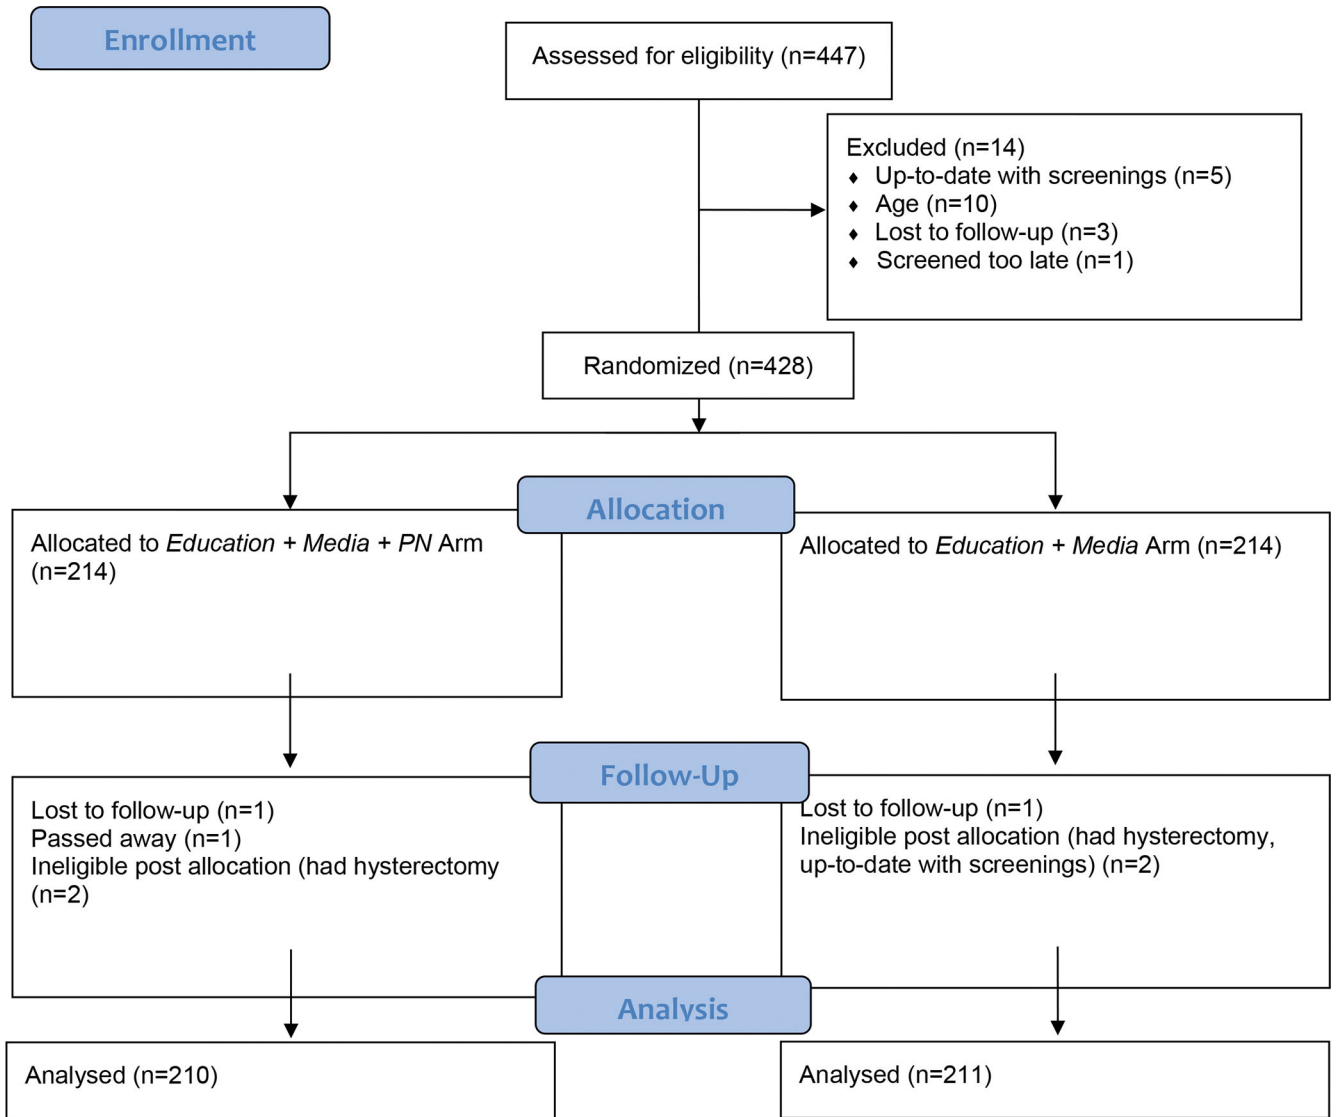 Enrollment
Assessed for eligibility (n=447)
Excluded (n=14)
♦ Up-to-date with screenings (n=5)
♦ Age (n=10)
♦ Lost to follow-up (n=3)
♦ Screened too late (n=1)
Randomized (n=428)
Allocation
Allocated to Education + Media + PN Arm
(n=214)
Allocated to Education + Media Arm (n=214)
Follow-Up
Lost to follow-up (n=1)
Passed away (n=1)
Ineligible post allocation (had hysterectomy
(n=2)
Lost to follow-up (n=1)
Ineligible post allocation (had hysterectomy,
up-to-date with screenings) (n=2)
Analysis
Analysed (n=210)
Analysed (n=211)